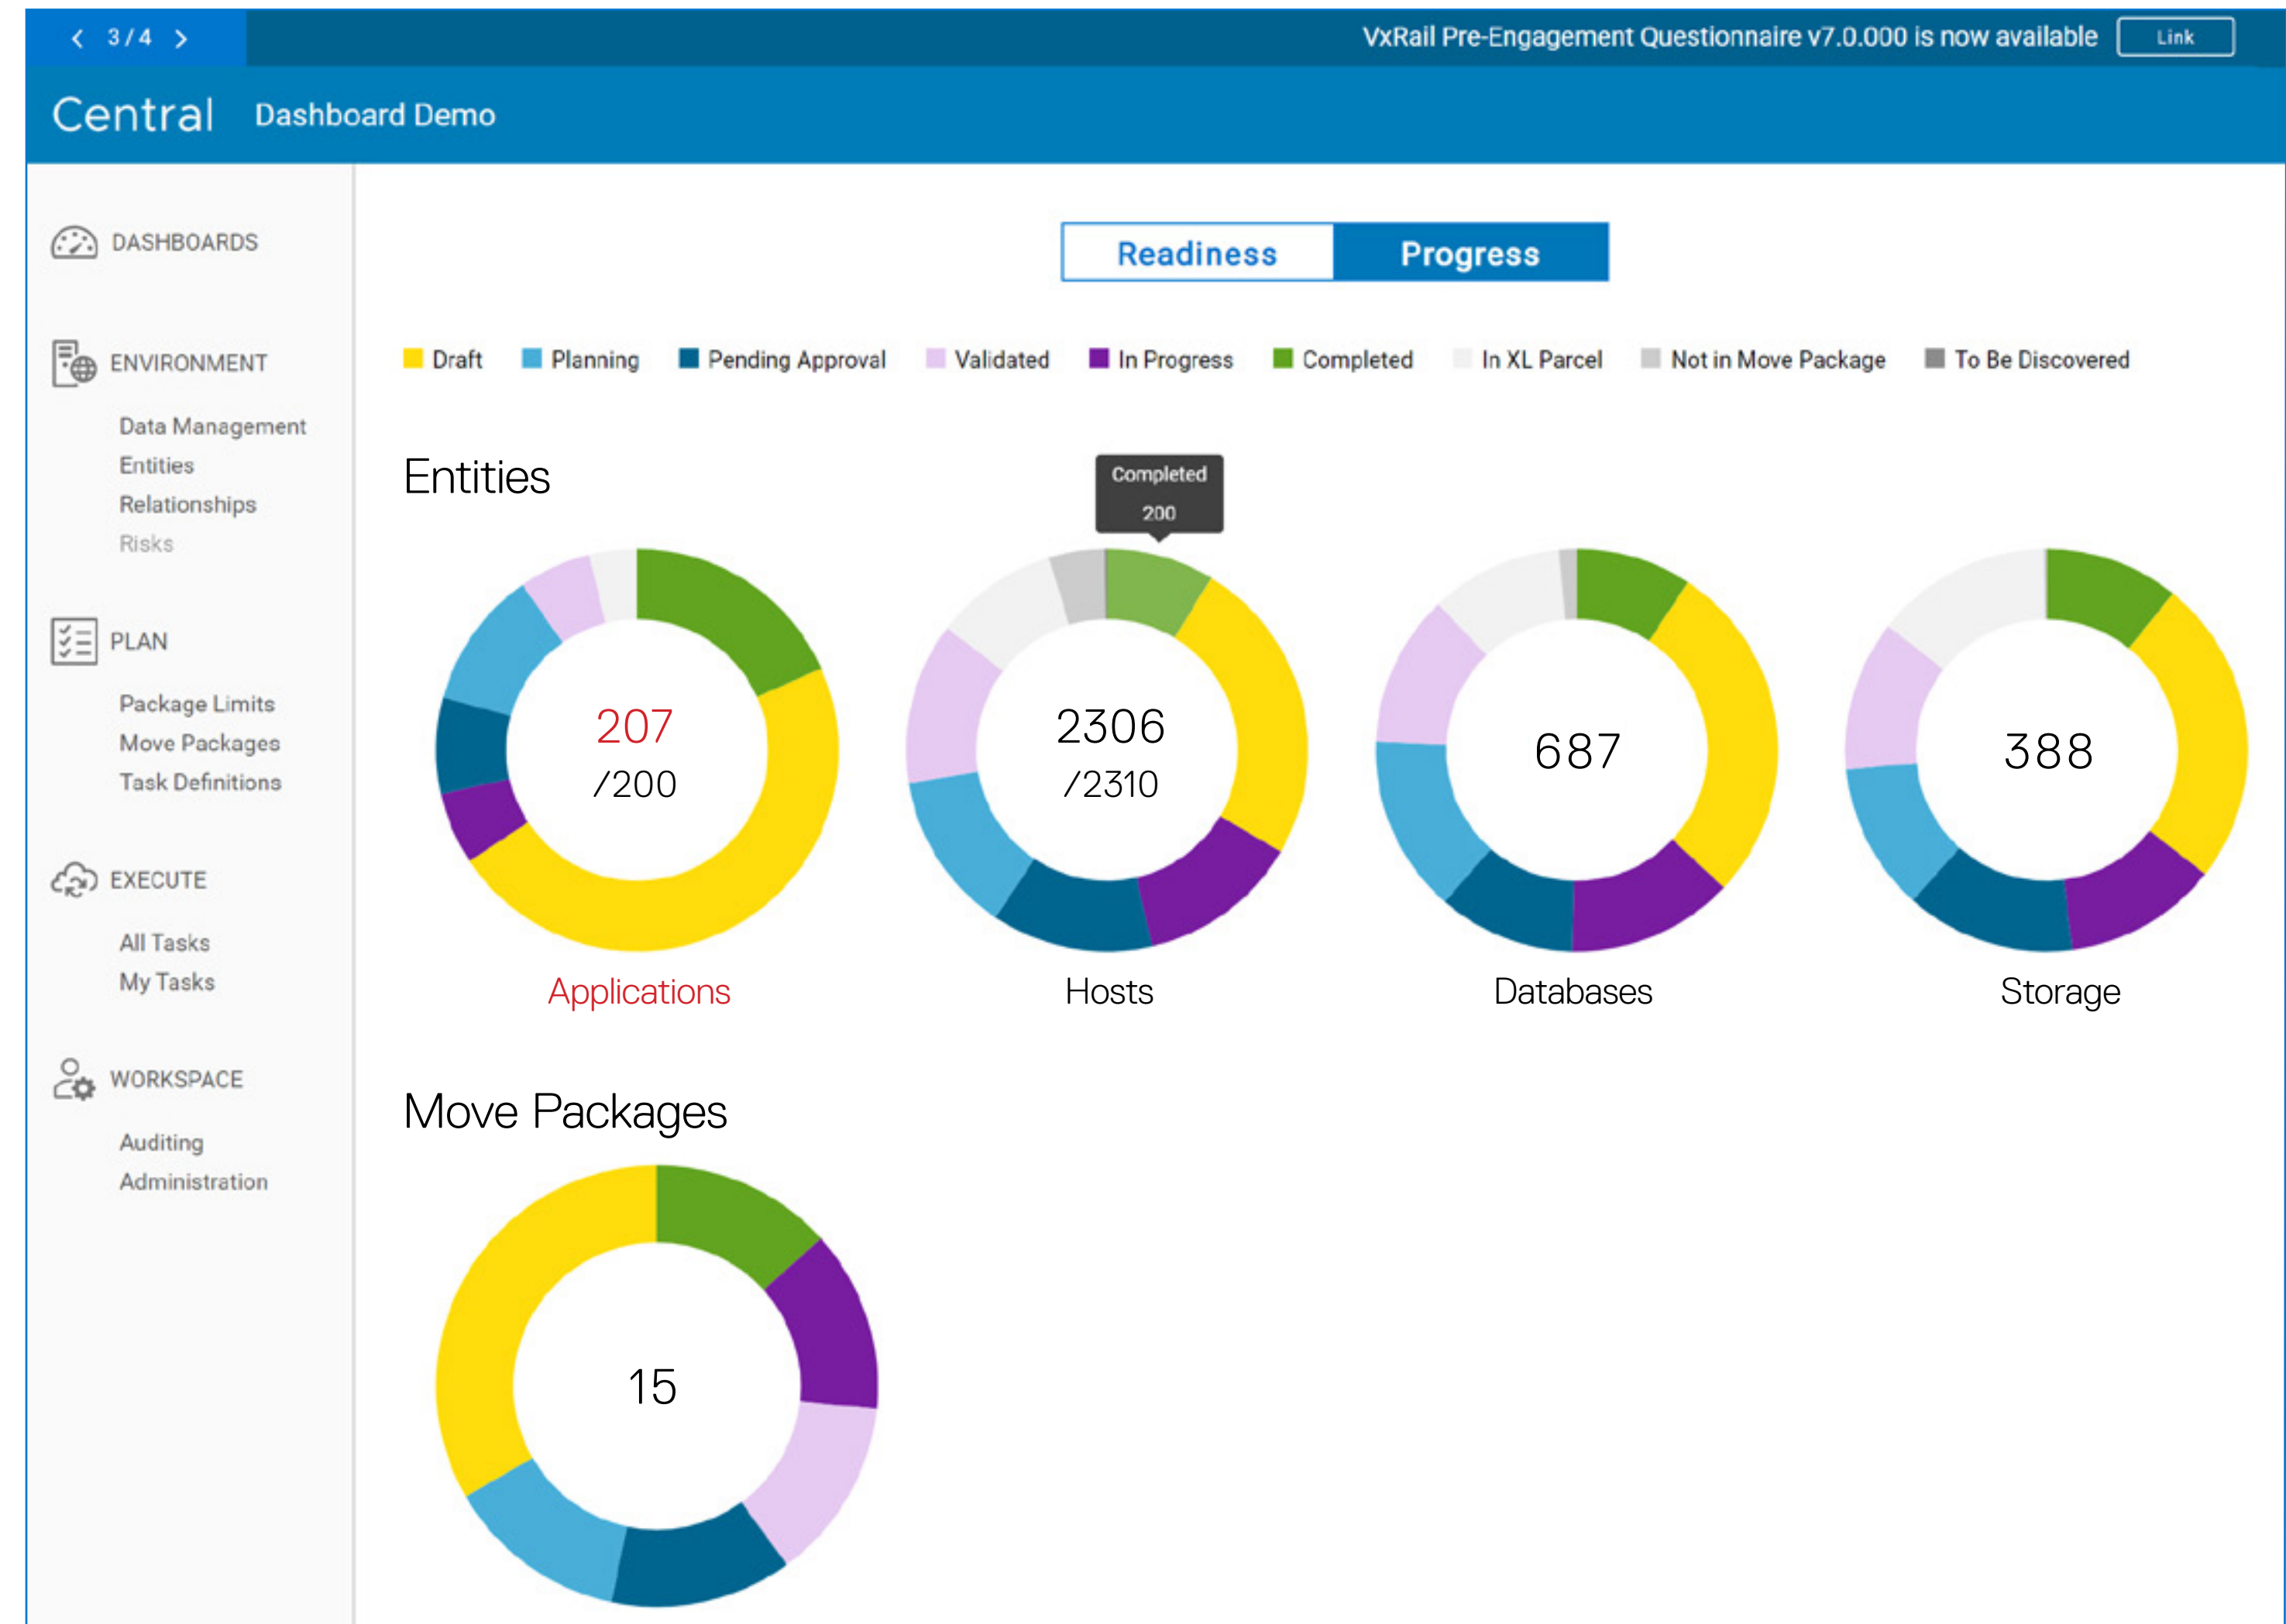 3/4
VxRail Pre-Engagement Questionnaire v7.0.000 is now available
Link
Central
Dashboard Demo
DASHBOARDS
ENVIRONMENT
Data Management
Entities
Relationships
Risks
PLAN
Package Limits
Move Packages
Task Definitions
EXECUTE
All Tasks
My Tasks
WORKSPACE
Auditing
Administration
Readiness
Progress
Draft
Planning
Pending Approval
Validated
In Progress
Completed
In XL Parcel
Not in Move Package
To Be Discovered
Entities
Completed
200
207
/200
Applications
2306
/2310
Hosts
687
Databases
388
Storage
Move Packages
15